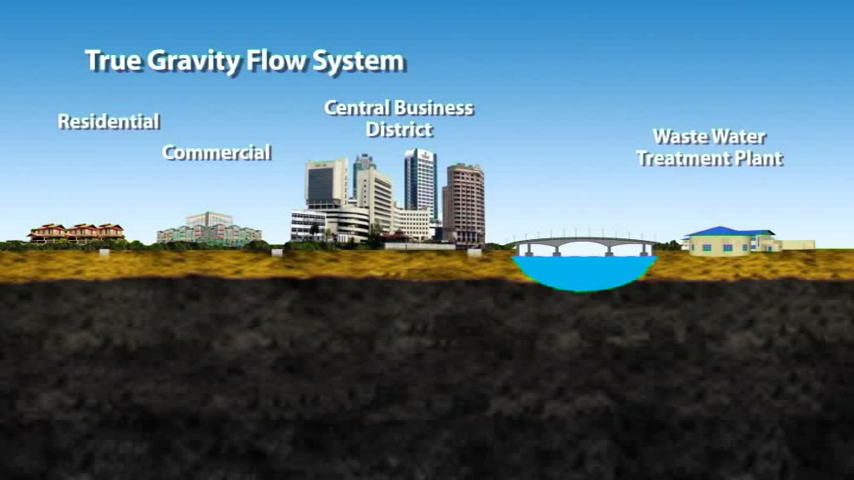 True Gravity Flow System
Residential
Commercial
Central Business
District
Waste Water
Treatment Plant